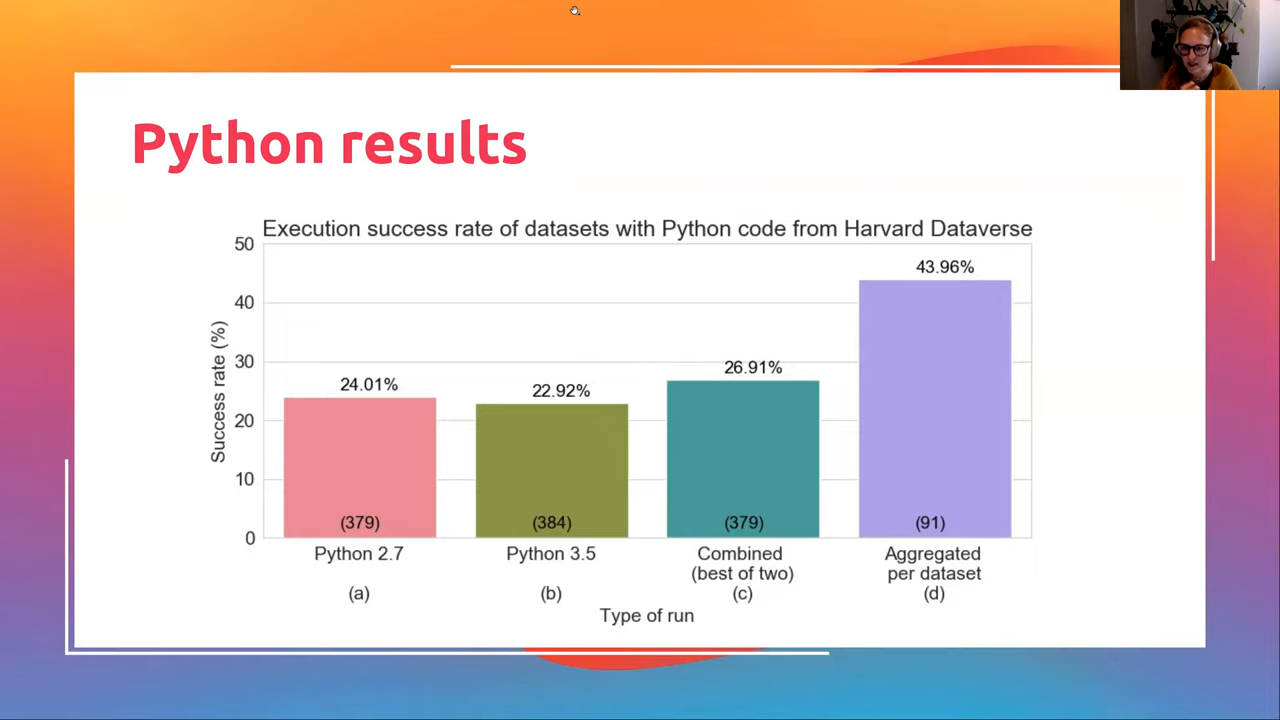 Python results
Execution success rate of datasets with Python code from Harvard Dataverse
50
40
30
20
10
0
Success rate (%)
24.01%
22.92%
26.91%
43.96%
(379)
(384)
(379)
(91)
Python 2.7
Python 3.5
Combined
(best of two)
Aggregated
per dataset
(a)
(b)
(c)
(d)
Type of run